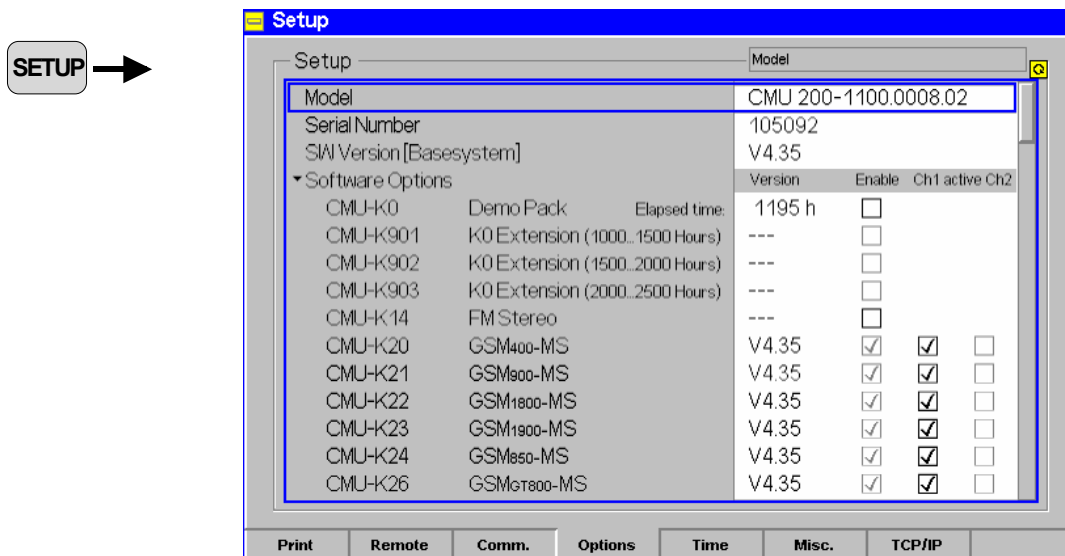 Setup
SETUP
Setup Model
Model CMU 200-1100.0008.02
Serial Number 105092
S/W Version [Basesystem] V4.35
Software Options Version Enable Ch1 active Ch2
CMU-K0 Demo Pack Elapsed time: 1195 h
CMU-K901 K0 Extension (1000...1500 Hours) ---
CMU-K902 K0 Extension (1500...2000 Hours) ---
CMU-K903 K0 Extension (2000...2500 Hours) ---
CMU-K14 FM Stereo ---
CMU-K20 GSM400-MS V4.35
CMU-K21 GSM900-MS V4.35
CMU-K22 GSM1800-MS V4.35
CMU-K23 GSM1900-MS V4.35
CMU-K24 GSM850-MS V4.35
CMU-K26 GSMGT800-MS V4.35
Print Remote Comm. Options Time Misc. TCP/IP